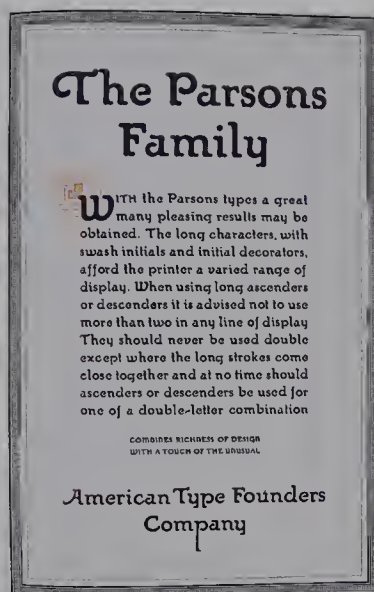 The Parsons
Family
WITH the Parsons types a great
many pleasing results may be
obtained. The long characters, with
swash initials and initial decorators,
afford the printer a varied range of
display. When using long ascenders
or descenders it is advised not to use
more than two in any line of display
They should never be used double
except where the long strokes come
close together and at no time should
ascenders or descenders be used for
one of a double-letter combination
COMBINES RICHNESS OF DESIGN
WITH A TOUCH OF THE UNUSUAL
American Type Founders
Company